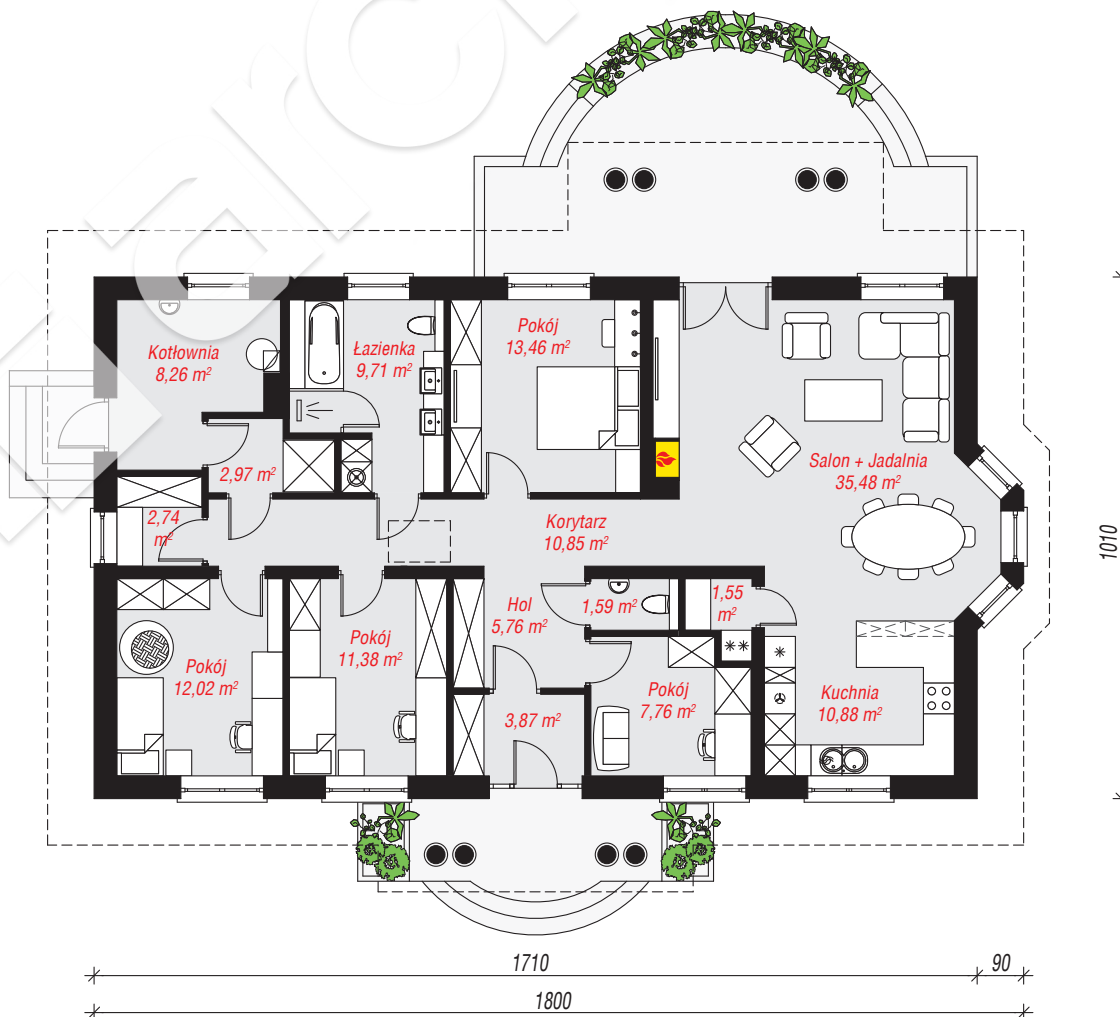 Kotłownia
8,26 m²
Łazienka
9,71 m²
Pokój
13,46 m²
Salon + Jadalnia
35,48 m²
2,97 m²
2,74
m²
Korytarz
10,85 m²
Hol
5,76 m²
1,59 m²
1,55
m²
Pokój
12,02 m²
Pokój
11,38 m²
3,87 m²
Pokój
7,76 m²
Kuchnia
10,88 m²
1010
1710
90
1800